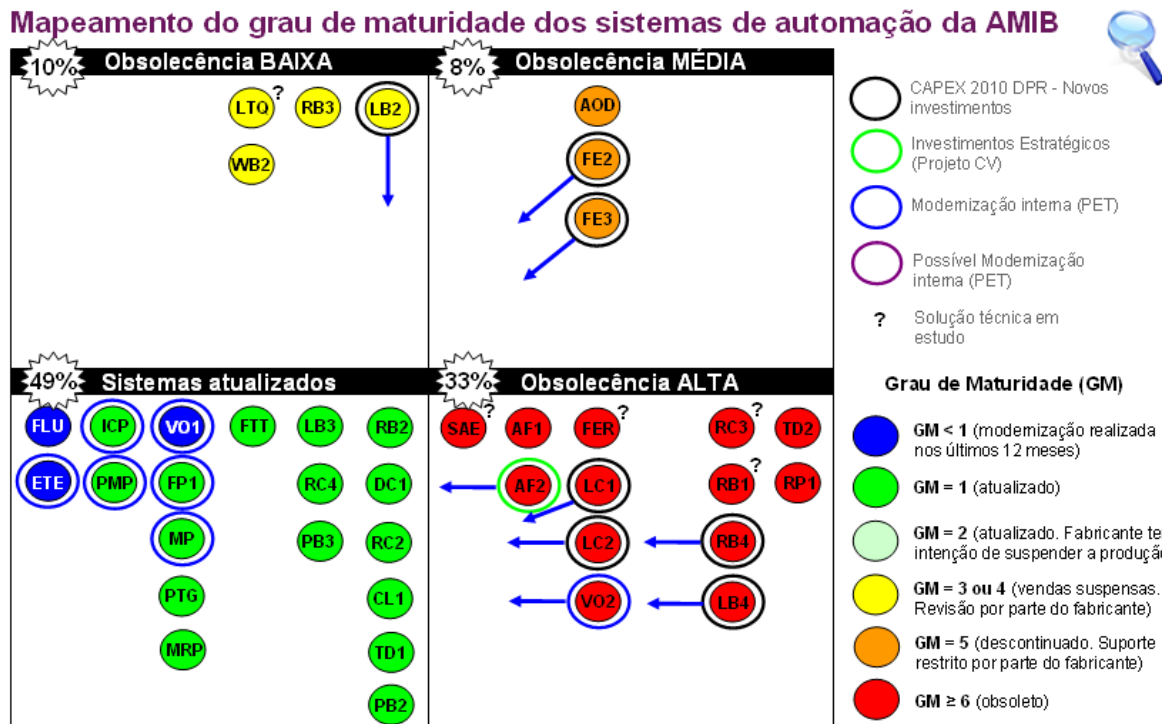 Mapeamento do grau de maturidade dos sistemas de automação da AMIB
10% Obsolecência BAIXA
LTQ ? RB3 LB2
WB2
8% Obsolecência MÉDIA
AOD
FE2
FE3
CAPEX 2010 DPR - Novos
investimentos
Investimentos Estratégicos
(Projeto CV)
Modernização interna (PET)
Possível Modernização
interna (PET)
? Solução técnica em
estudo
49% Sistemas atualizados
FLU ICP VO1 FTT LB3 RB2
ETE PMP FP1 RC4 DC1
MP PB3 RC2
PTG CL1
MRP TD1
PB2
33% Obsolecência ALTA
SAE ? AF1 FER ? RC3 ? TD2
AF2 LC1 RB1 ? RP1
LC2 RB4
VO2 LB4
Grau de Maturidade (GM)
GM < 1 (modernização realizada
nos últimos 12 meses)
GM = 1 (atualizado)
GM = 2 (atualizado. Fabricante te
intenção de suspender a produçã
GM = 3 ou 4 (vendas suspensas.
Revisão por parte do fabricante)
GM = 5 (descontinuado. Suporte
restrito por parte do fabricante)
GM ≥ 6 (obsoleto)